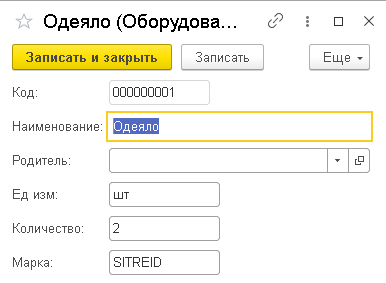 Одеяло (Оборудова...
Записать и закрыть Записать Еще
Код: 000000001
Наименование: Одеяло
Родитель:
Ед изм: шт
Количество: 2
Марка: SITREID